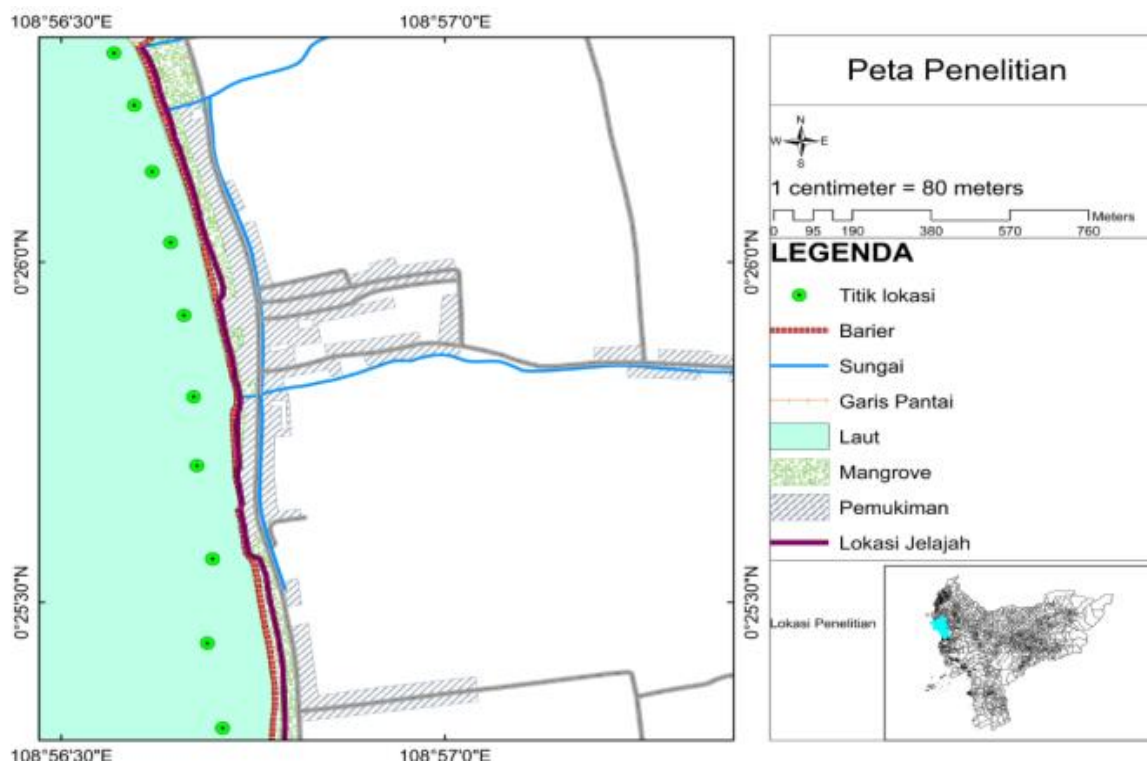 108°56'30"E
108°57'0"E
0°26'0"N
0°26'0"N
0°25'30"N
0°25'30"N
108°56'30"E
108°57'0"E
Peta Penelitian
N
W
E
S
1 centimeter = 80 meters
Meters
0 95 190 380 570 760
LEGENDA
Titik lokasi
Barier
Sungai
Garis Pantai
Laut
Mangrove
Pemukiman
Lokasi Jelajah
Lokasi Penelitian